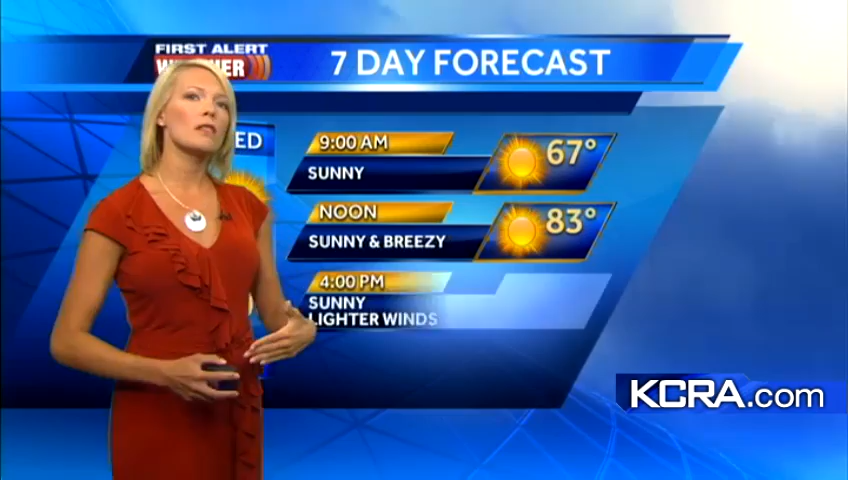 FIRST ALERT
7 DAY FORECAST
ED
9:00 AM
67°
SUNNY
NOON
83°
SUNNY & BREEZY
4:00 PM
SUNNY
LIGHTER WINDS
KCRA.com